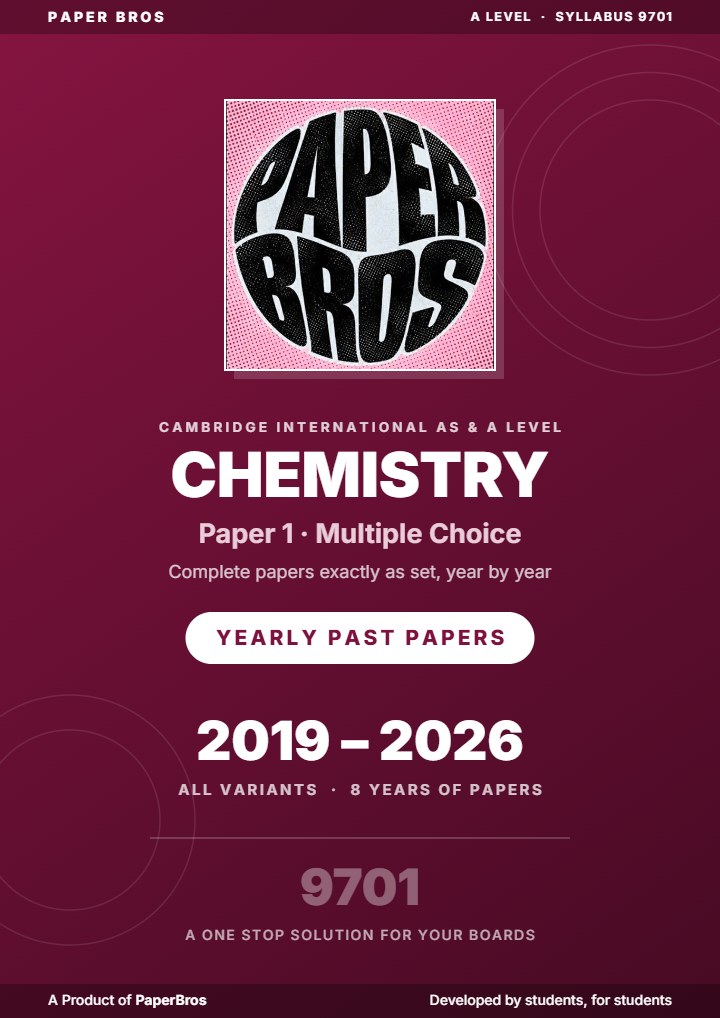 PAPER BROS
A LEVEL · SYLLABUS 9701
PAPER
BROS
CAMBRIDGE INTERNATIONAL AS & A LEVEL
CHEMISTRY
Paper 1 · Multiple Choice
Complete papers exactly as set, year by year
YEARLY PAST PAPERS
2019 – 2026
ALL VARIANTS · 8 YEARS OF PAPERS
9701
A ONE STOP SOLUTION FOR YOUR BOARDS
A Product of PaperBros
Developed by students, for students